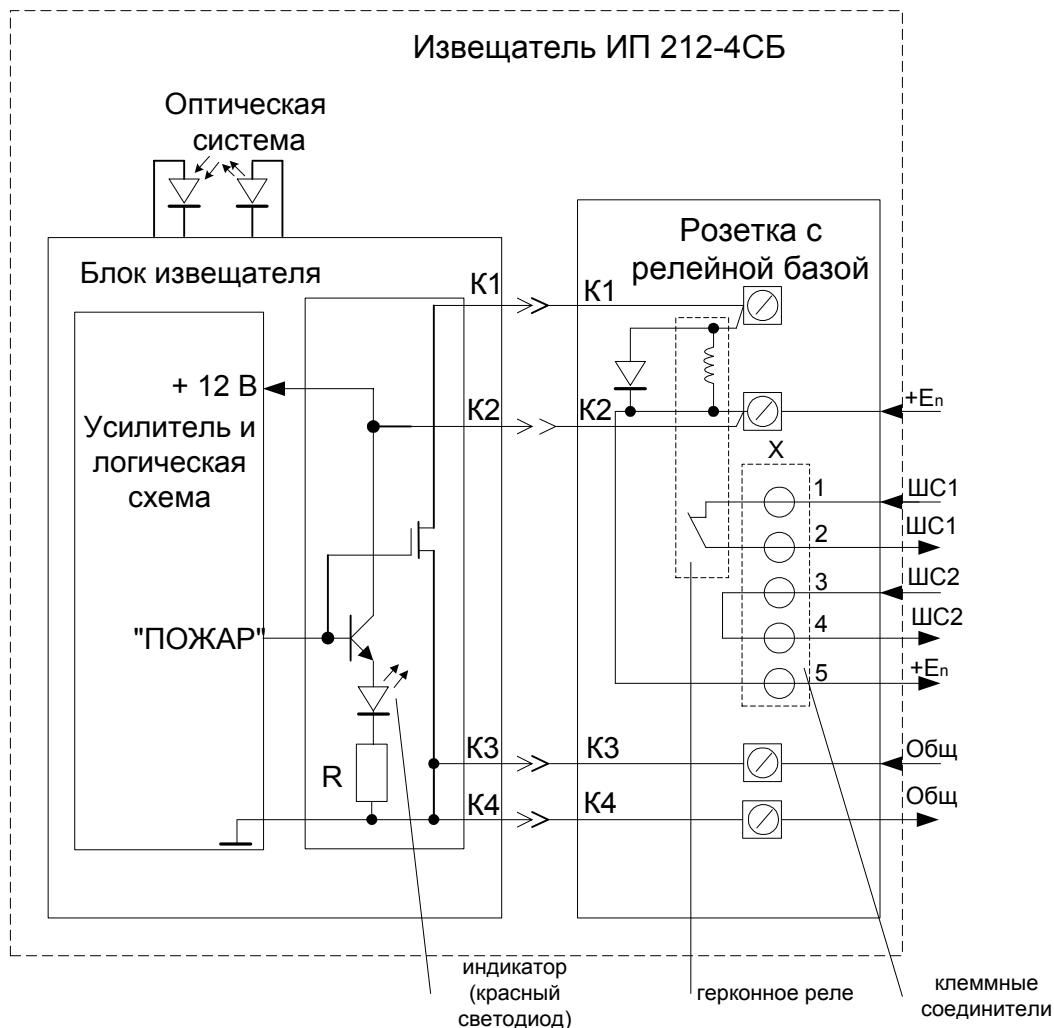 Извещатель ИП 212-4СБ
Оптическая
система
Блок извещателя
Розетка с
релейной базой
К1
К1
+ 12 В
Усилитель и
логическая
схема
К2
К2
+Eп
X
1
ШС1
2
ШС1
3
ШС2
4
ШС2
5
+Eп
"ПОЖАР"
R
К3
К3
Общ
К4
К4
Общ
индикатор
(красный
светодиод)
герконное реле
клеммные
соединители